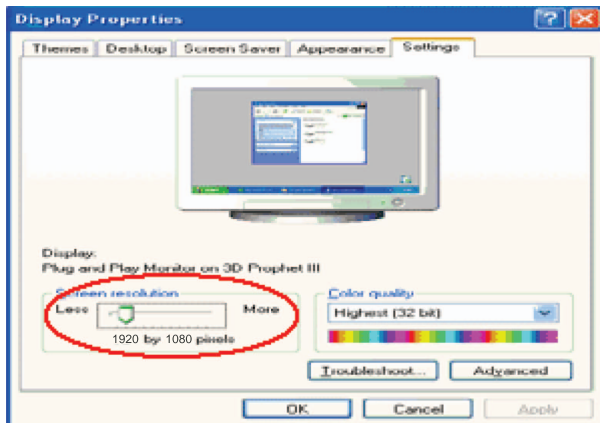 Display Properties
Themes Desktop Screen Saver Appearance Settings
Display:
Plug and Play Monitor on 3D Prophet III
Screen resolution
Less More
1920 by 1080 pixels
Color quality
Highest (32 bit)
Troubleshoot... Advanced
OK Cancel Apply